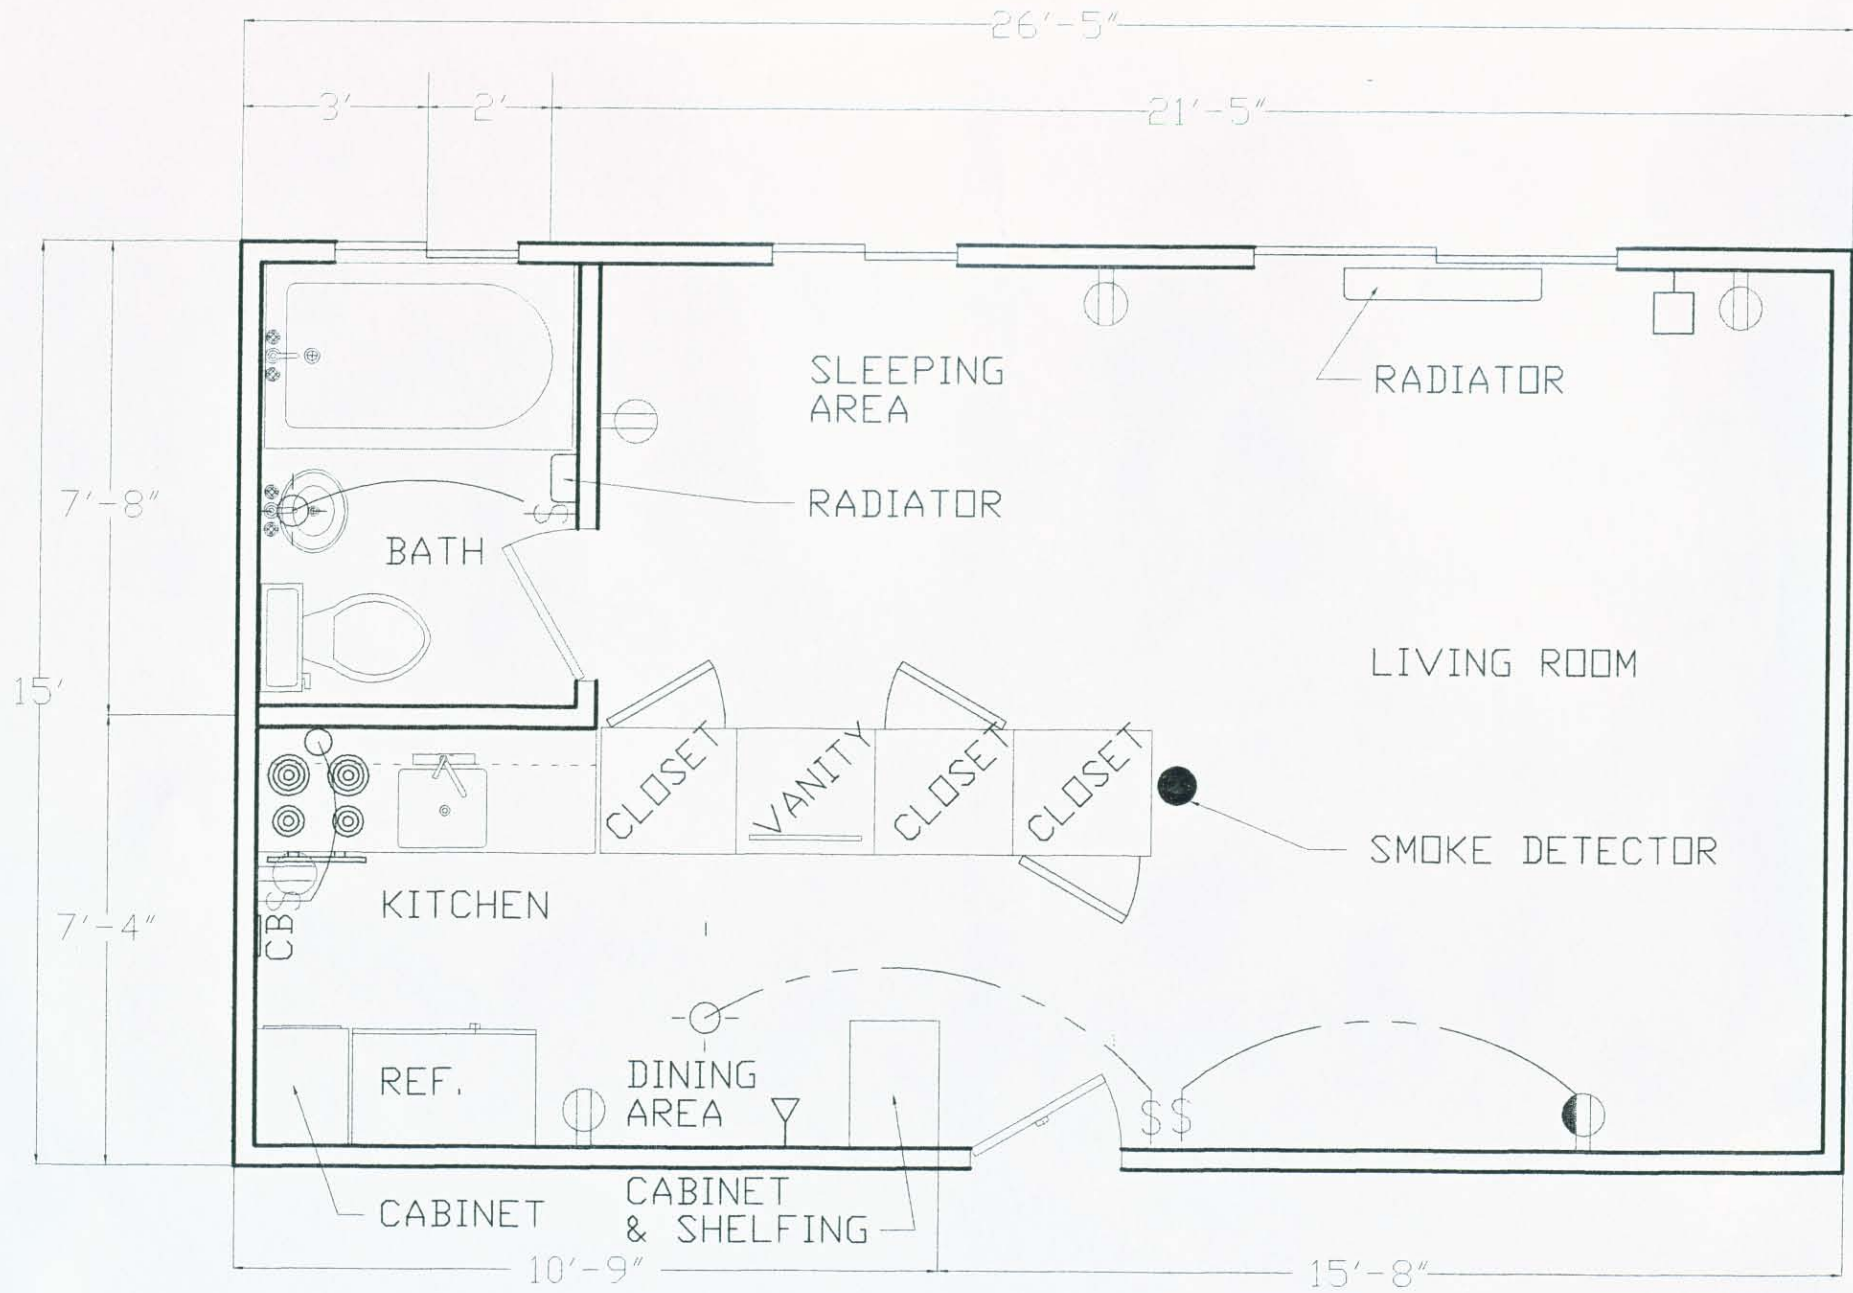 26'-5"
3'
2'
21'-5"
SLEEPING
AREA
RADIATOR
7'-8"
RADIATOR
S
BATH
15'
LIVING ROOM
CLOSET
VANITY
CLOSET
CLOSET
SMOKE DETECTOR
KITCHEN
S
CB
7'-4"
REF.
DINING
AREA
$$
CABINET
CABINET
& SHELFING
10'-9"
15'-8"